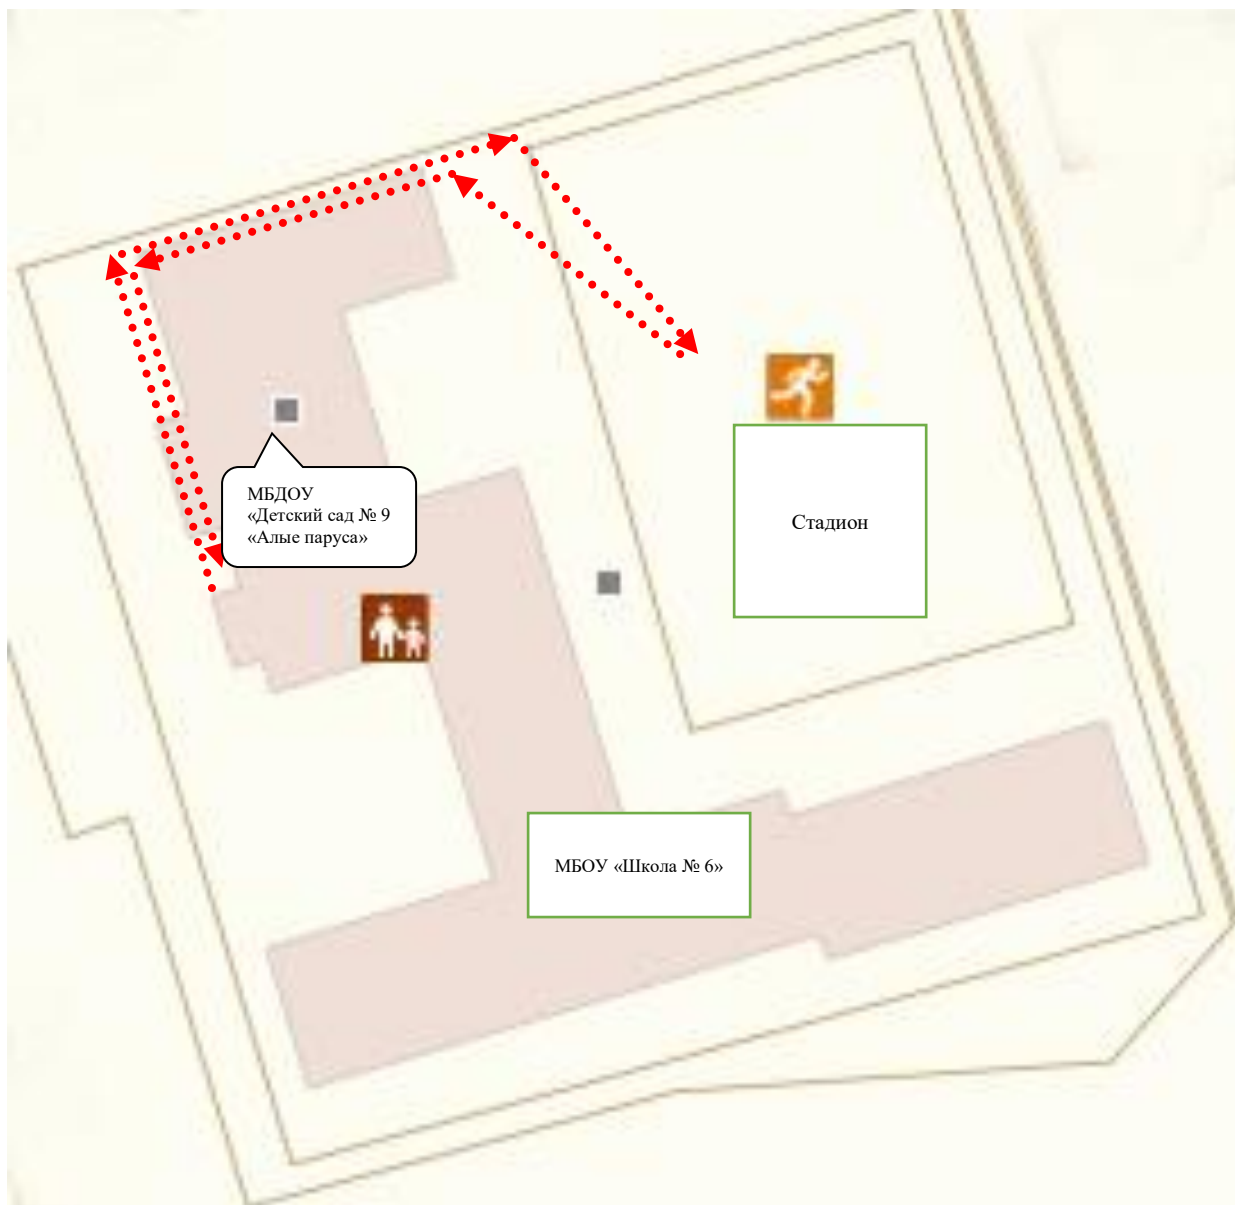 МБДОУ
«Детский сад № 9
«Алые паруса»
Стадион
МБОУ «Школа № 6»